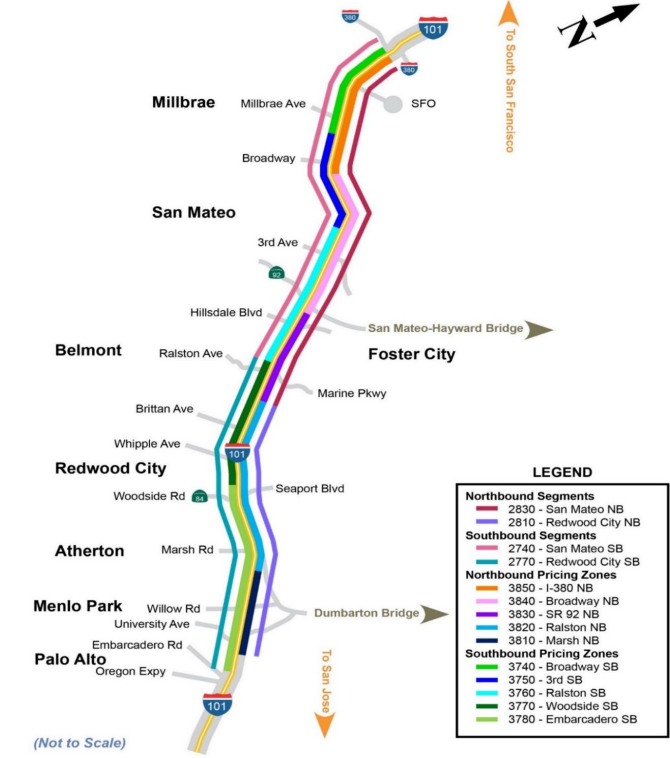 380
101
N
To South San Francisco
380
Millbrae
Millbrae Ave
SFO
Broadway
San Mateo
3rd Ave
92
Hillsdale Blvd
San Mateo-Hayward Bridge
Belmont
Ralston Ave
Foster City
Marine Pkwy
Brittan Ave
Whipple Ave
101
Redwood City
Woodside Rd
84
Seaport Blvd
Atherton
Marsh Rd
Menlo Park
Willow Rd
Dumbarton Bridge
University Ave
Embarcadero Rd
Palo Alto
Oregon Expy
To San Jose
101
(Not to Scale)
LEGEND
Northbound Segments
2830 - San Mateo NB
2810 - Redwood City NB
Southbound Segments
2740 - San Mateo SB
2770 - Redwood City SB
Northbound Pricing Zones
3850 - I-380 NB
3840 - Broadway NB
3830 - SR 92 NB
3820 - Ralston NB
3810 - Marsh NB
Southbound Pricing Zones
3740 - Broadway SB
3750 - 3rd SB
3760 - Ralston SB
3770 - Woodside SB
3780 - Embarcadero SB